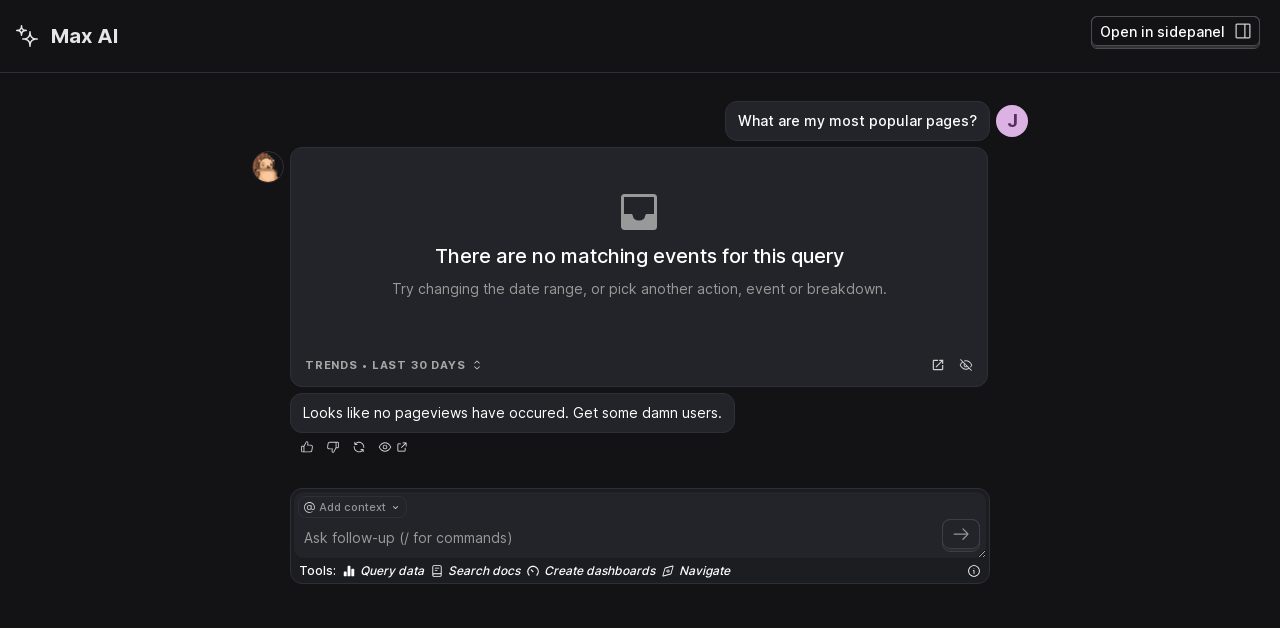 Max AI
Open in sidepanel
What are my most popular pages?
J
There are no matching events for this query
Try changing the date range, or pick another action, event or breakdown.
TRENDS • LAST 30 DAYS
Looks like no pageviews have occured. Get some damn users.
@ Add context
Ask follow-up (/ for commands)
Tools: Query data Search docs Create dashboards Navigate